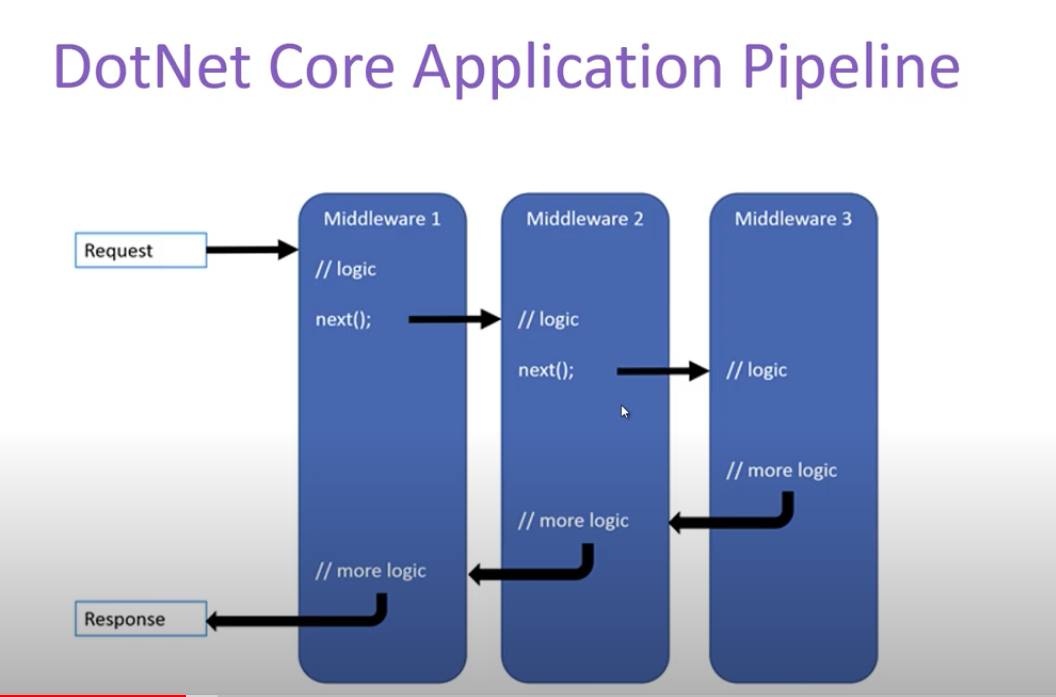 DotNet Core Application Pipeline
Middleware 1
Middleware 2
Middleware 3
Request
// logic
next();
// logic
next();
// logic
// more logic
// more logic
// more logic
Response